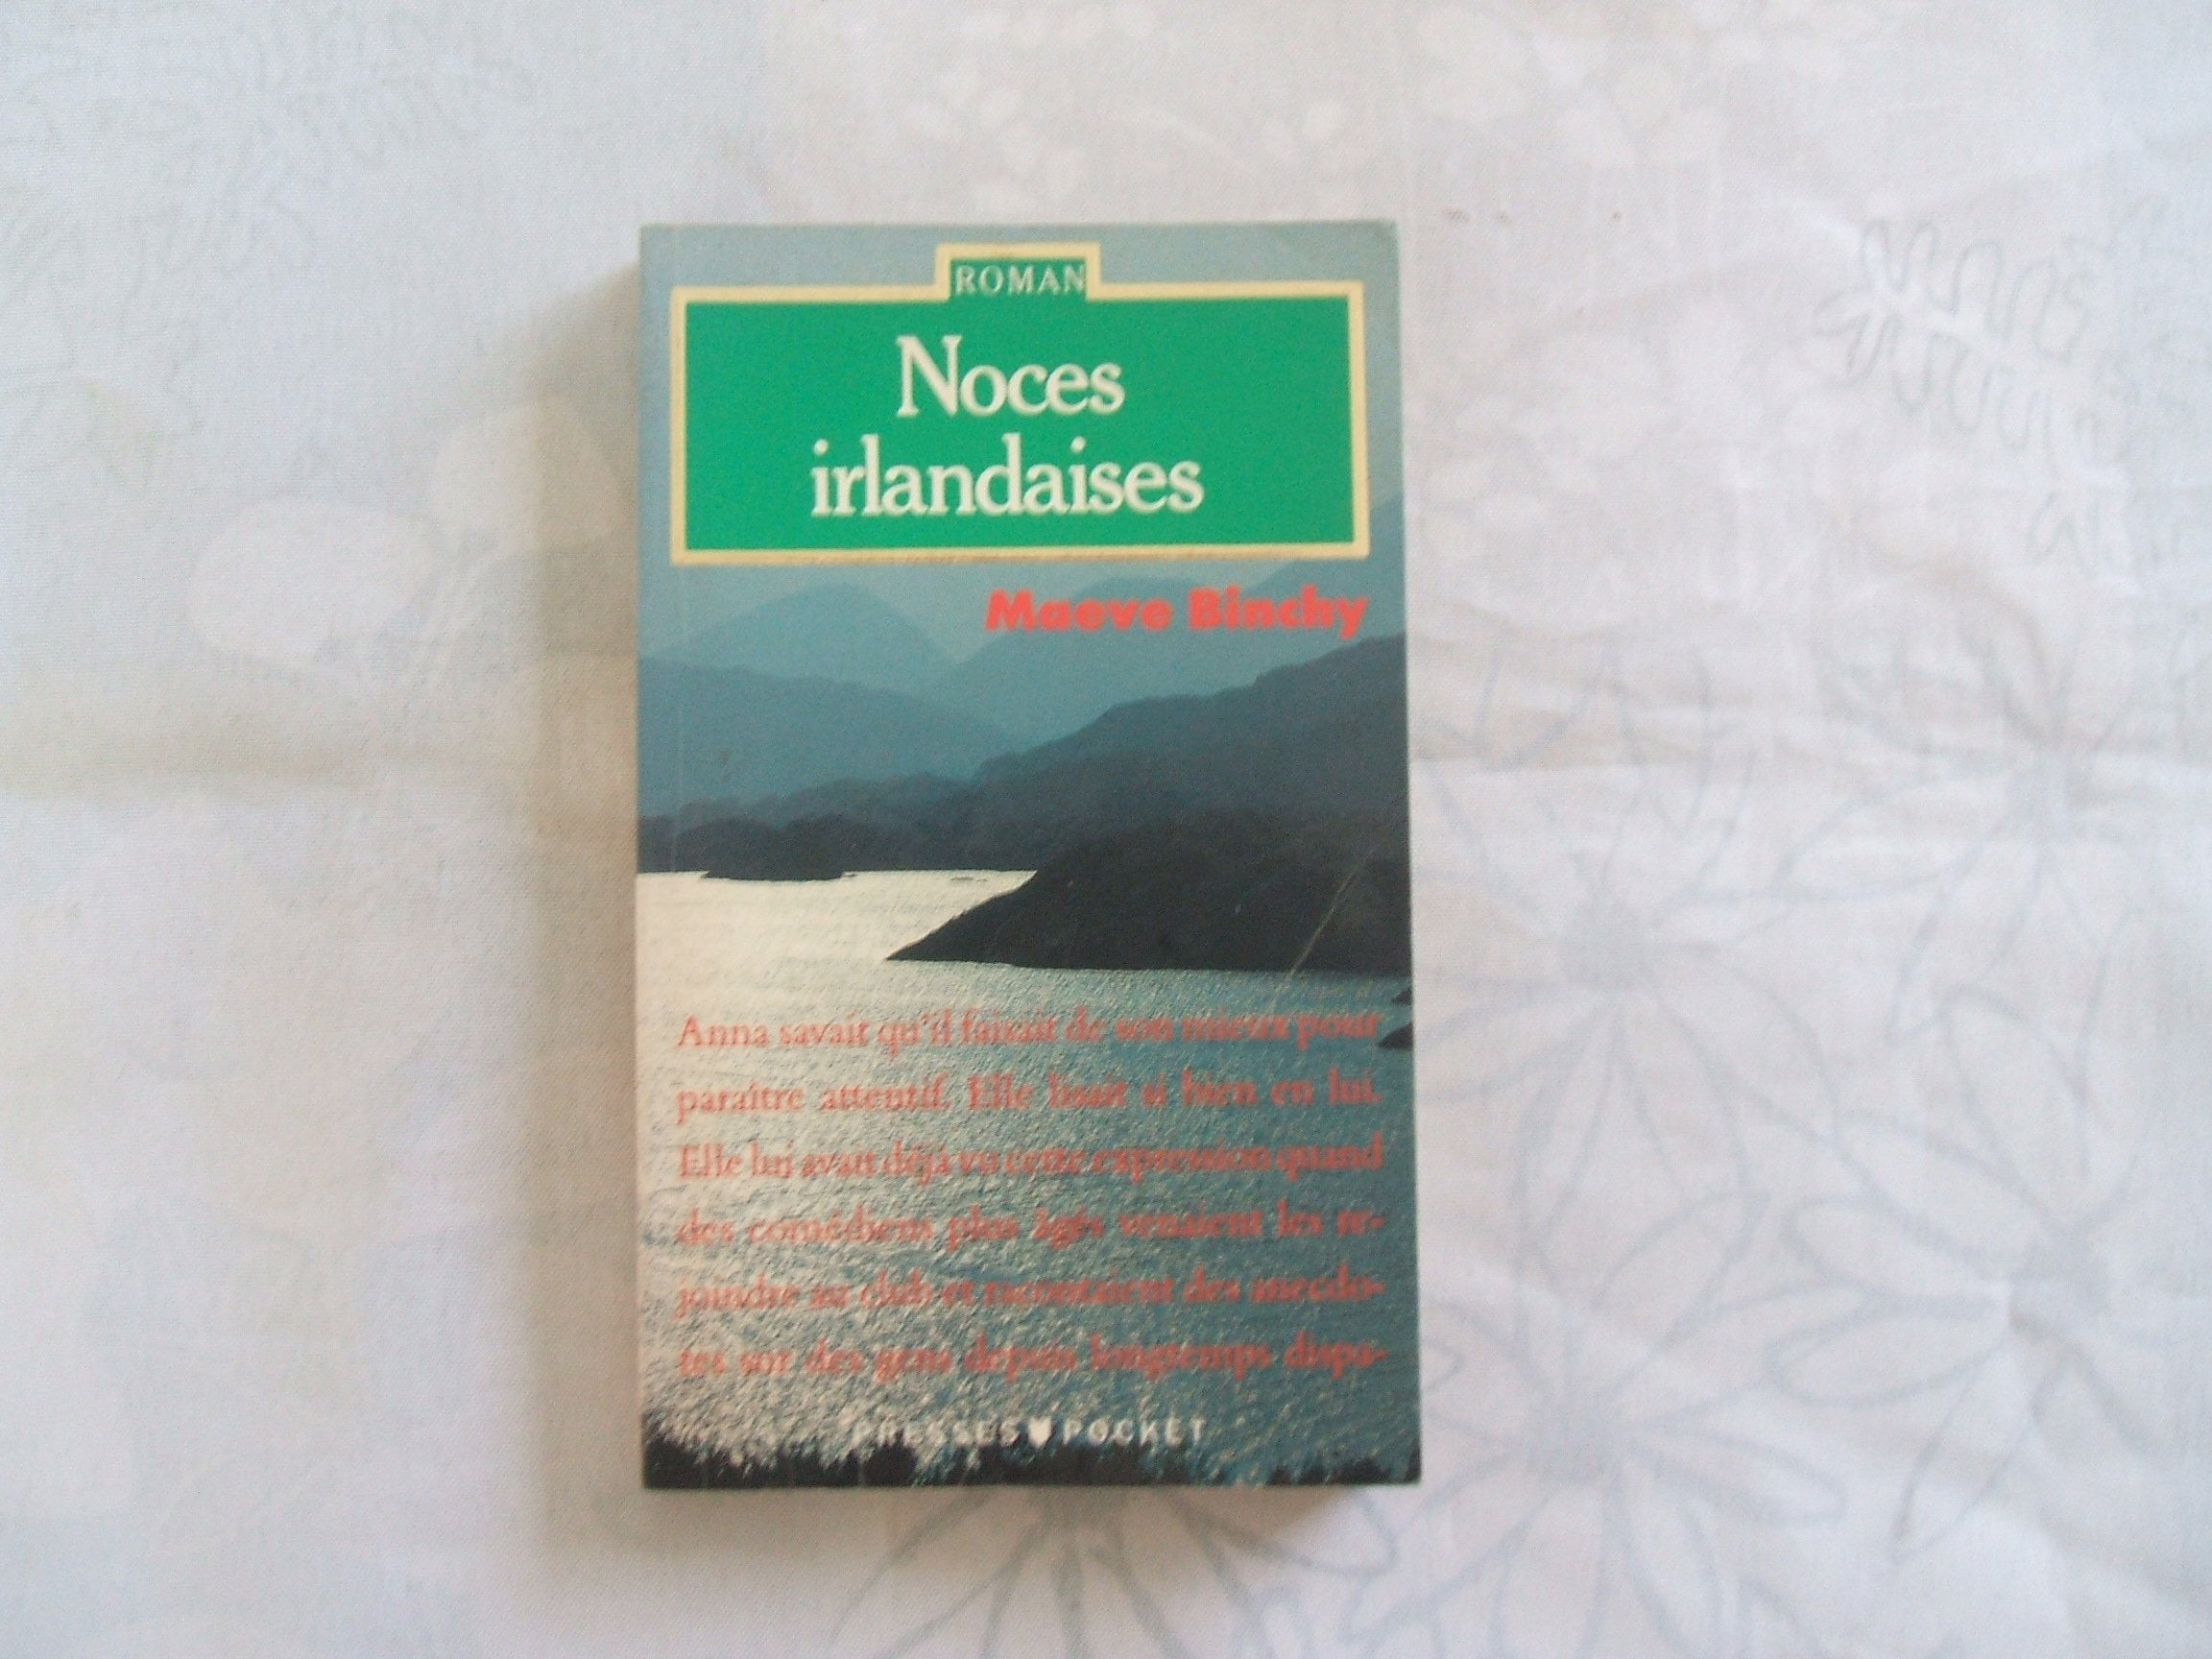 ROMAN
Noces
irlandaises
Maeve Binchy
Anna savait qu'il faisait de son mieux pour
paraître attentif. Elle lisait si bien en lui.
Elle lui avait déjà vu cette expression quand
des comédiens plus âgés venaient les re-
joindre au club et racontaient des anecdo-
tes sur des gens depuis longtemps dispa-
PRESSES POCKET